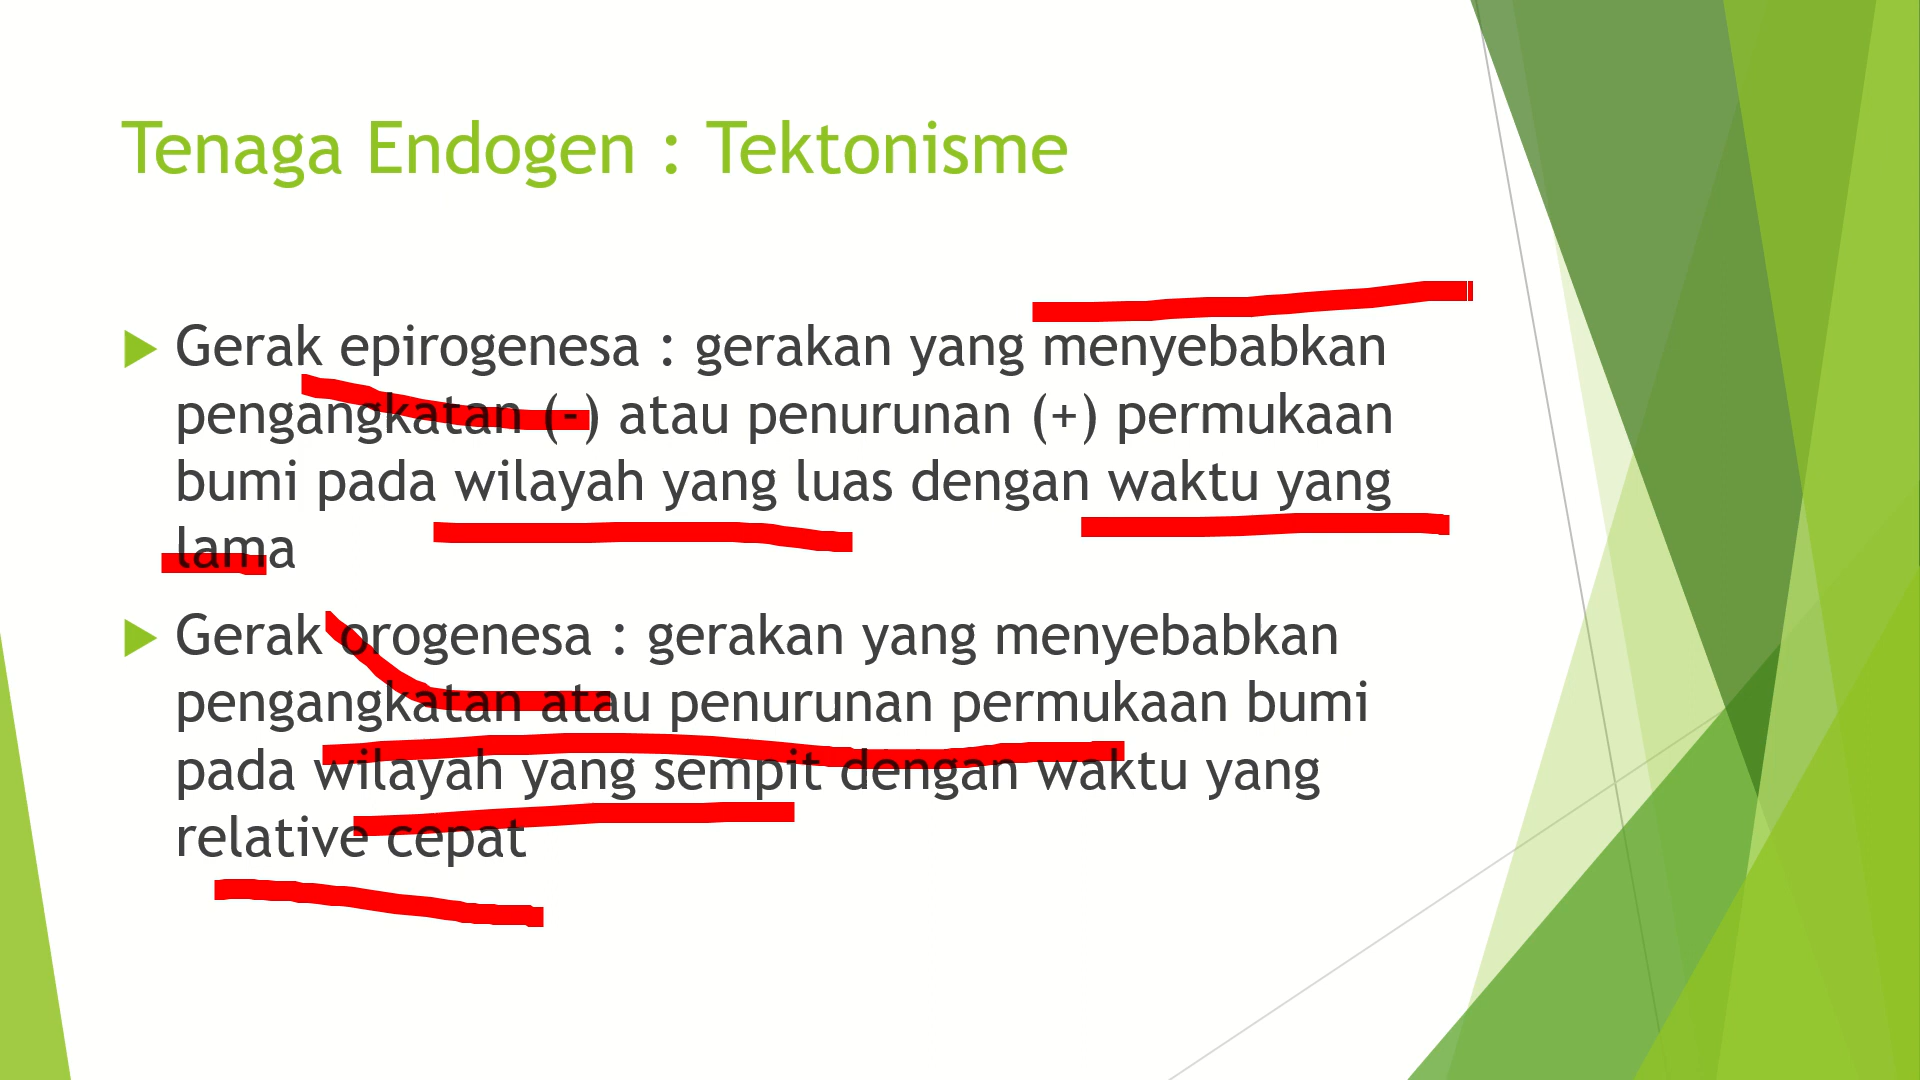 Tenaga Endogen : Tektonisme
Gerak epirogenesa : gerakan yang menyebabkan
pengangkatan (-) atau penurunan (+) permukaan
bumi pada wilayah yang luas dengan waktu yang
lama
Gerak orogenesa : gerakan yang menyebabkan
pengangkatan atau penurunan permukaan bumi
pada wilayah yang sempit dengan waktu yang
relative cepat